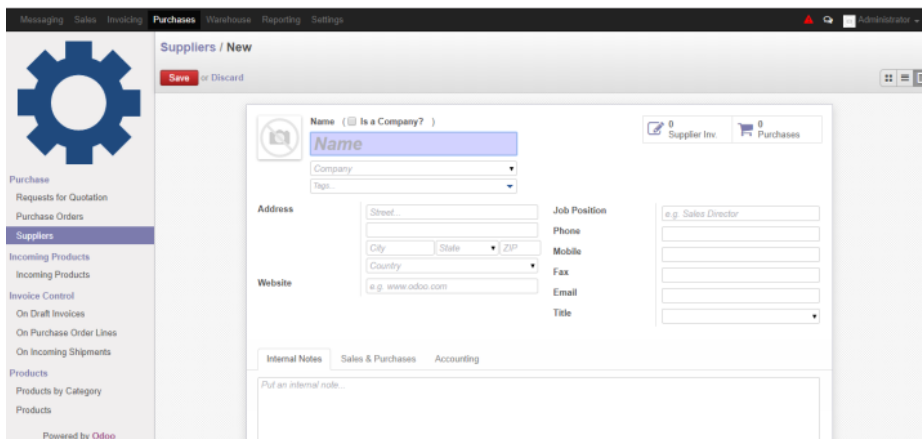 Messaging Sales Invoicing Purchases Warehouse Reporting Settings Administrator
Suppliers / New
Save or Discard
Purchase
Requests for Quotation
Purchase Orders
Suppliers
Incoming Products
Incoming Products
Invoice Control
On Draft Invoices
On Purchase Order Lines
On Incoming Shipments
Products
Products by Category
Products
Powered by Odoo
Name ( Is a Company? )
Name
Company
Tags...
0 Supplier Inv.
0 Purchases
Address
Street...
City State ZIP
Country
Website e.g. www.odoo.com
Job Position e.g. Sales Director
Phone
Mobile
Fax
Email
Title
Internal Notes Sales & Purchases Accounting
Put an internal note...